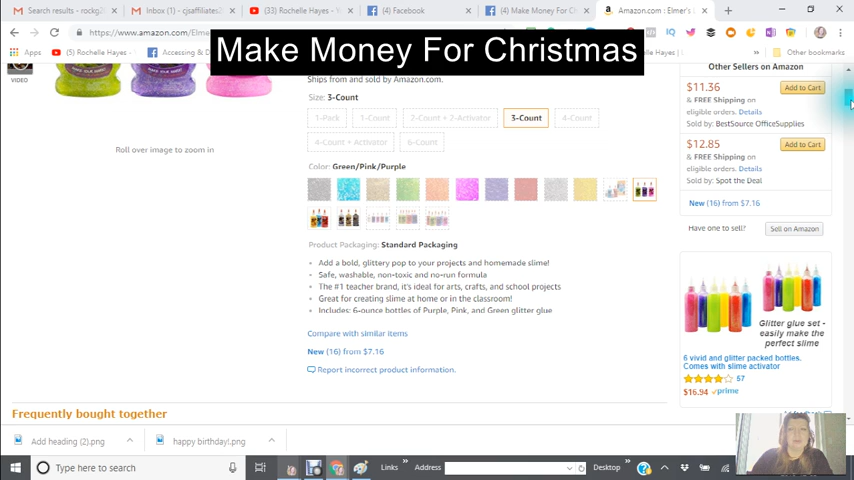 Search results - rockg2
Inbox (1) - cjsaffiliates2
(33) Rochelle Hayes - Y
(4) Facebook
(4) Make Money For Ch
Amazon.com : Elmer's
https://www.amazon.com/
Apps
(5) Rochelle Hayes
Accessing & D
Other bookmarks
Make Money For Christmas
VIDEO
Ships from and sold by Amazon.com.
Size: 3-Count
1-Pack
1-Count
2-Count + 2-Activator
3-Count
4-Count
4-Count + Activator
6-Count
Roll over image to zoom in
Color: Green/Pink/Purple
Product Packaging: Standard Packaging
• Add a bold, glittery pop to your projects and homemade slime!
• Safe, washable, non-toxic and no-run formula
• The #1 teacher brand, it's ideal for arts, crafts, and school projects
• Great for creating slime at home or in the classroom!
• Includes: 6-ounce bottles of Purple, Pink, and Green glitter glue
Compare with similar items
New (16) from $7.16
Report incorrect product information.
Frequently bought together
Other Sellers on Amazon
$11.36
Add to Cart
& FREE Shipping on
eligible orders. Details
Sold by: BestSource OfficeSupplies
$12.85
Add to Cart
& FREE Shipping on
eligible orders. Details
Sold by: Spot the Deal
New (16) from $7.16
Have one to sell?
Sell on Amazon
Glitter glue set -
easily make the
perfect slime
6 vivid and glitter packed bottles.
Comes with slime activator
57
$16.94 prime
Add heading (2).png
happy birthday!.png
Type here to search
Links
Address
Desktop